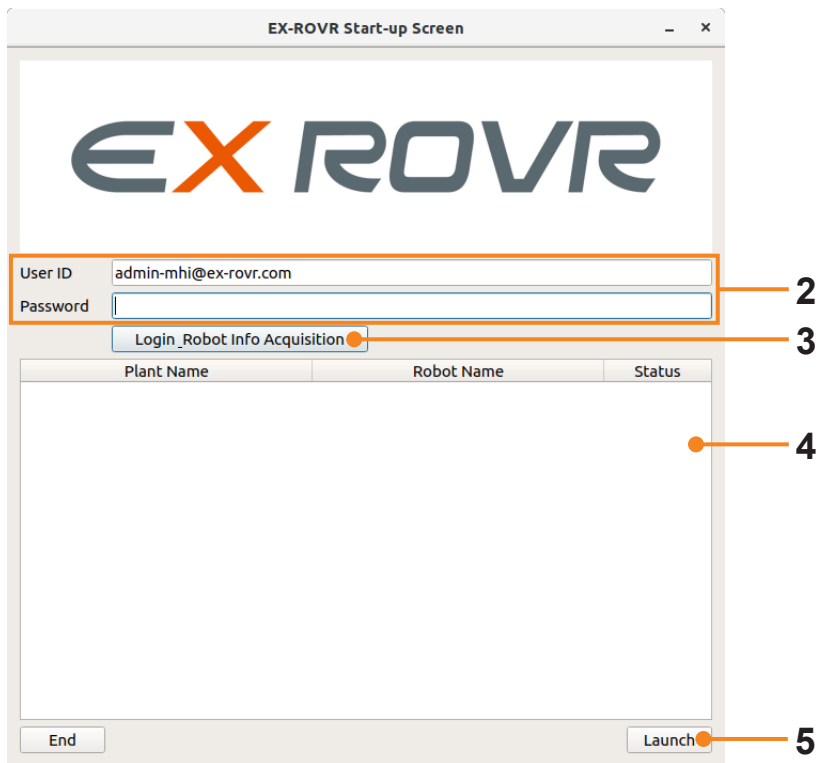 EX-ROVR Start-up Screen
EX ROVR
User ID admin-mhi@ex-rovr.com
2
Password
Login_Robot Info Acquisition
3
Plant Name Robot Name Status
4
End Launch
5